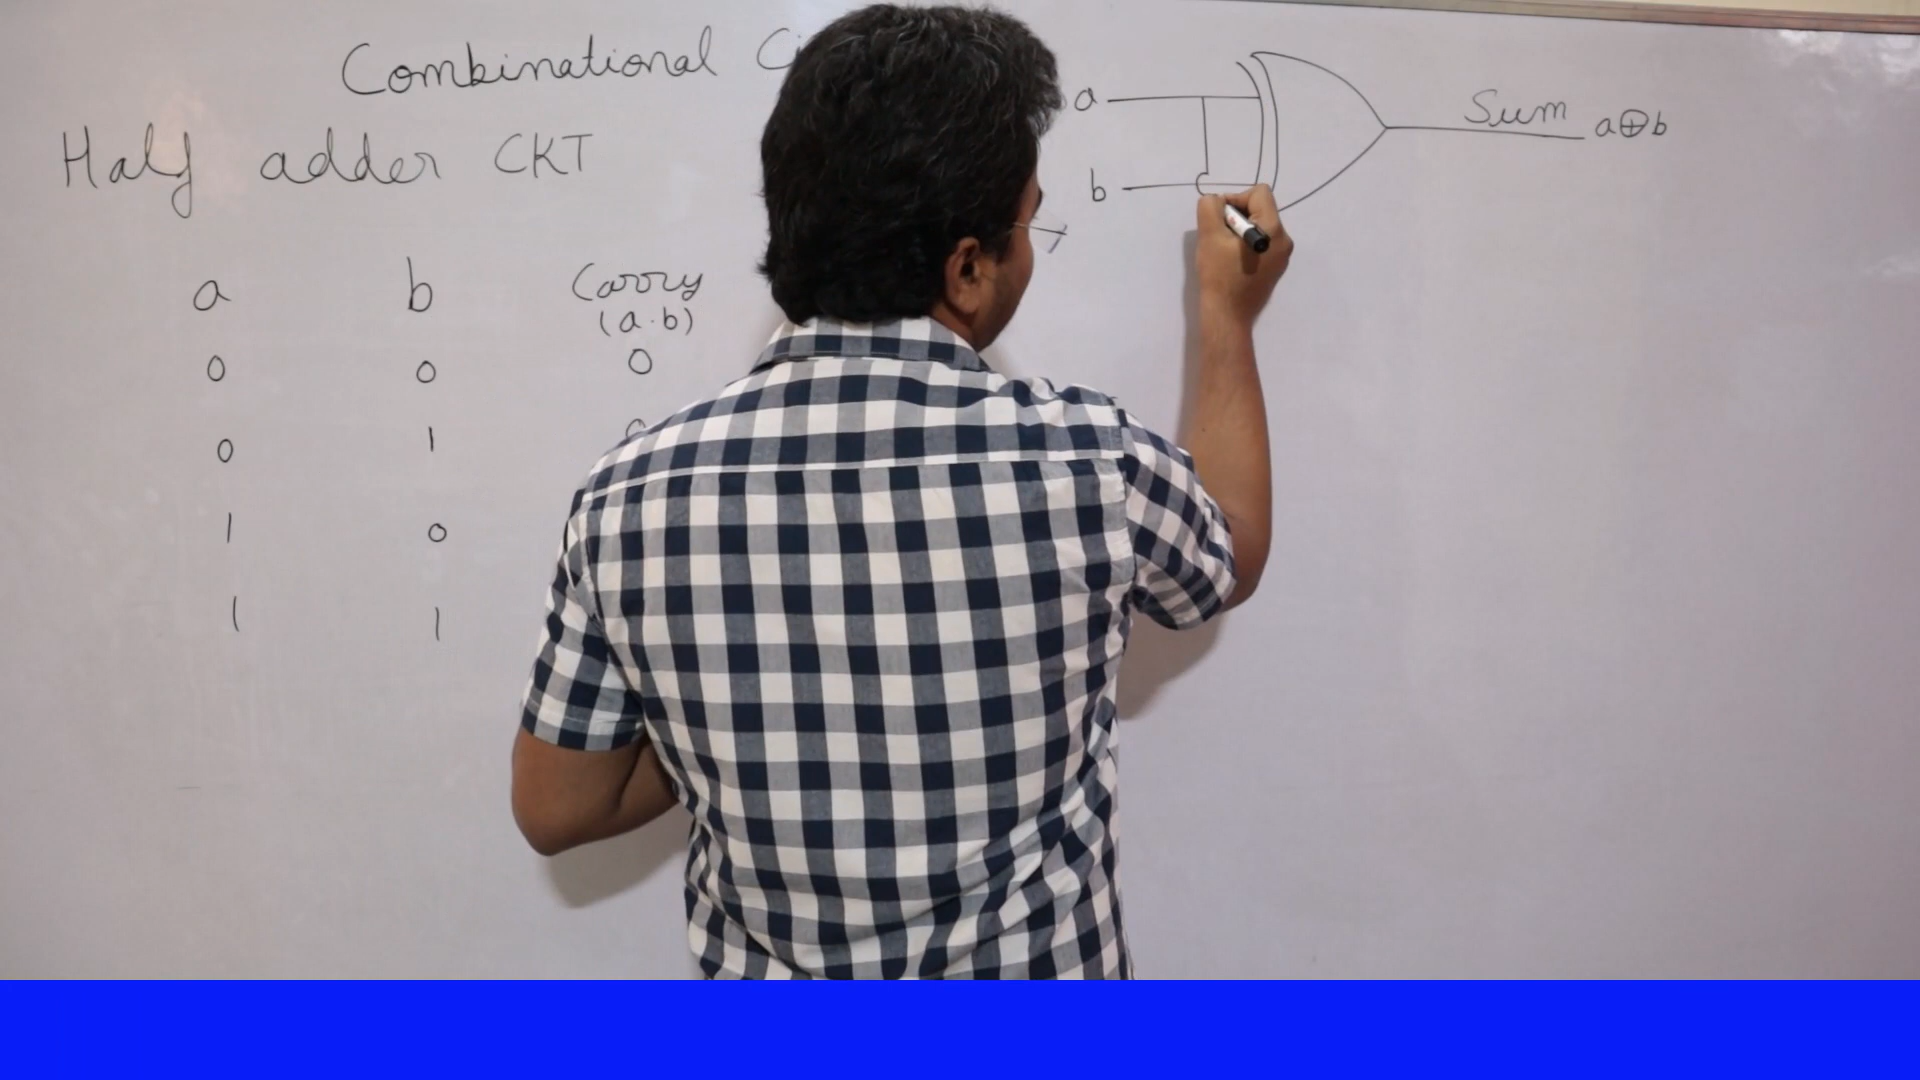 Combinational
Half adder CKT
a b Carry
(a.b)
0 0 0
0 1
1 0
1 1
a
b
Sum a⊕b